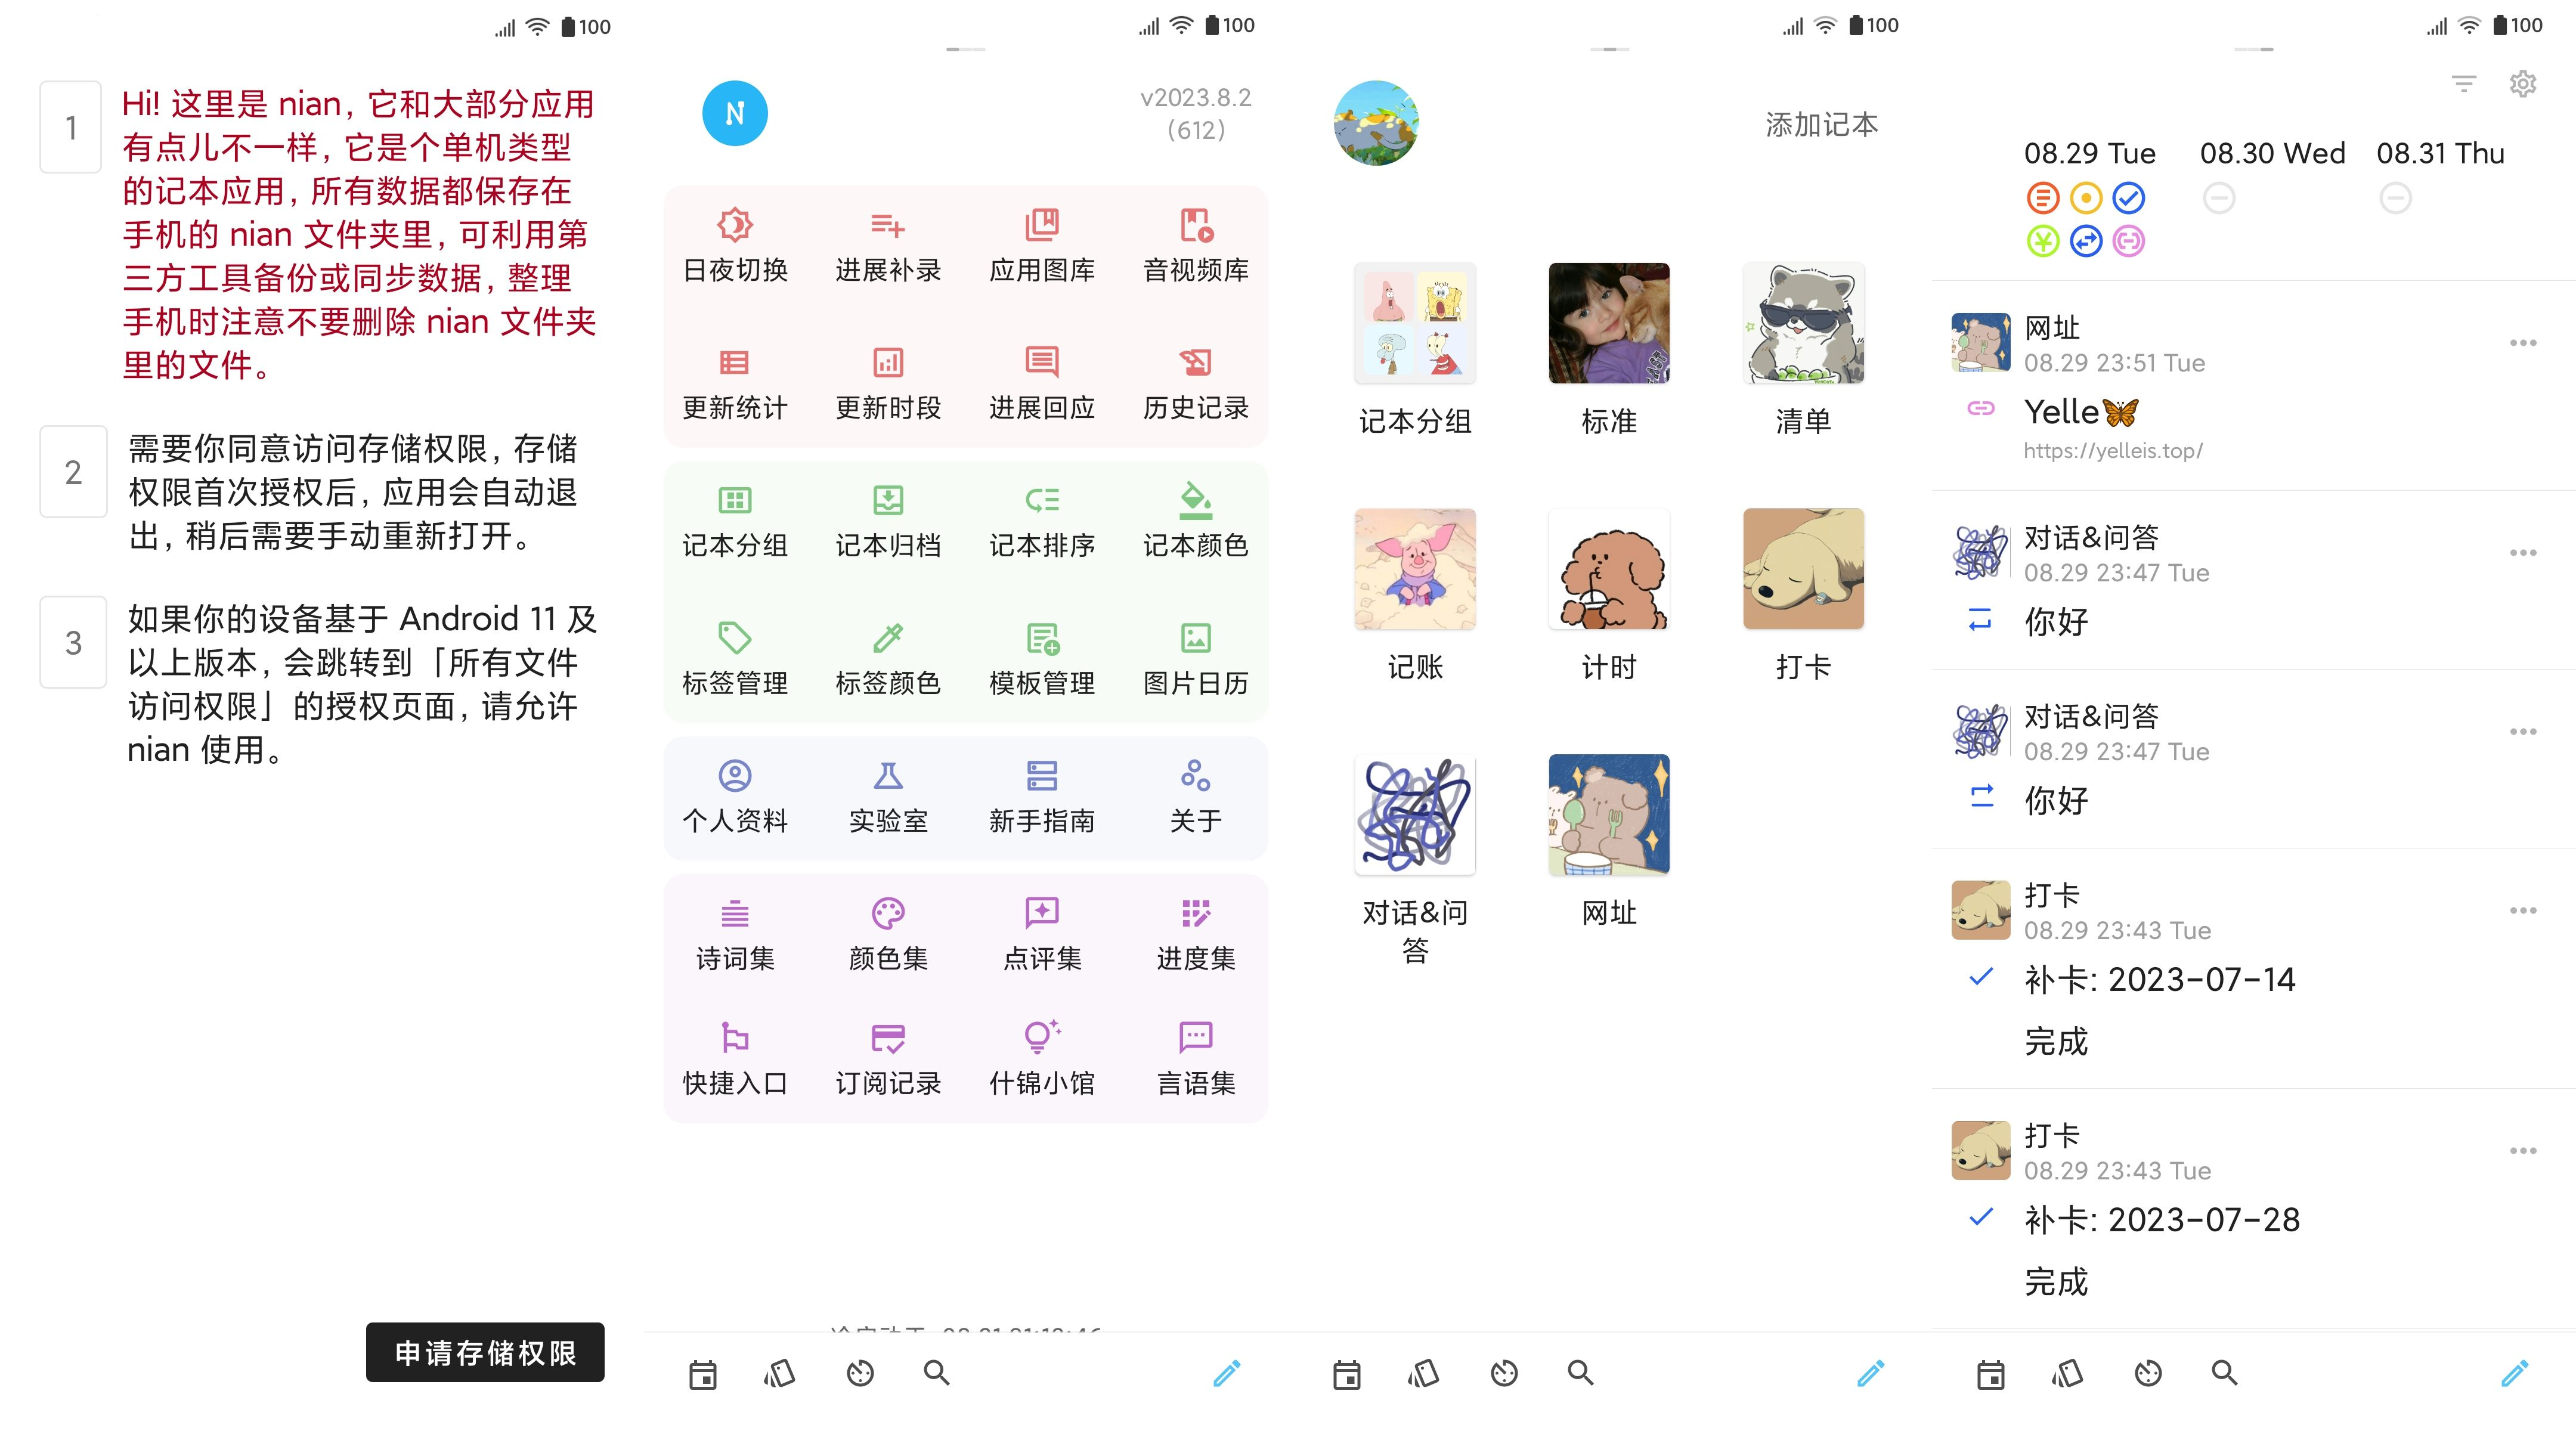 100
1
Hi! 这里是 nian, 它和大部分应用
有点儿不一样, 它是个单机类型
的记本应用, 所有数据都保存在
手机的 nian 文件夹里, 可利用第
三方工具备份或同步数据, 整理
手机时注意不要删除 nian 文件夹
里的文件。
2
需要你同意访问存储权限, 存储
权限首次授权后, 应用会自动退
出, 稍后需要手动重新打开。
3
如果你的设备基于 Android 11 及
以上版本, 会跳转到「所有文件
访问权限」的授权页面, 请允许
nian 使用。
申请存储权限
100
N
v2023.8.2
(612)
日夜切换 进展补录 应用图库 音视频库
更新统计 更新时段 进展回应 历史记录
记本分组 记本归档 记本排序 记本颜色
标签管理 标签颜色 模板管理 图片日历
个人资料 实验室 新手指南 关于
诗词集 颜色集 点评集 进度集
快捷入口 订阅记录 什锦小馆 言语集
100
添加记本
记本分组 标准 清单
记账 计时 打卡
对话&问
答
网址
100
08.29 Tue 08.30 Wed 08.31 Thu
网址
08.29 23:51 Tue
Yelle🦋
https://yelleis.top/
对话&问答
08.29 23:47 Tue
你好
对话&问答
08.29 23:47 Tue
你好
打卡
08.29 23:43 Tue
补卡: 2023-07-14
完成
打卡
08.29 23:43 Tue
补卡: 2023-07-28
完成